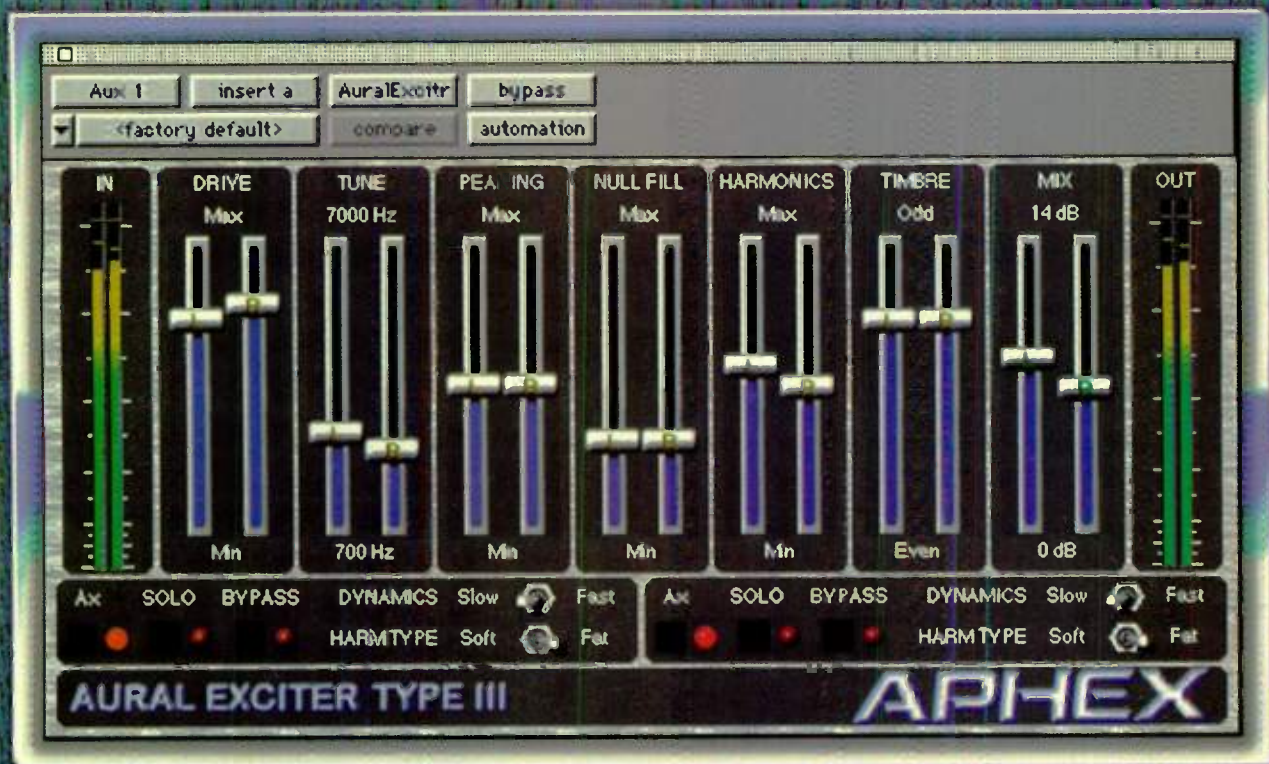 Aux 1 insert a AuralExcitr bypass
<factory default> compare automation
IN DRIVE TUNE PEAKING NULL FILL HARMONICS TIMBRE MIX OUT
Max 7000 Hz Max Max Max Odd 14 dB
L R L R L R L R L R L R L R
Min 700 Hz Min Min Min Even 0 dB
Ax SOLO BYPASS DYNAMICS Slow Fast Ax SOLO BYPASS DYNAMICS Slow Fast
HARMTYPE Soft Fat HARMTYPE Soft Fat
AURAL EXCITER TYPE III APHEX